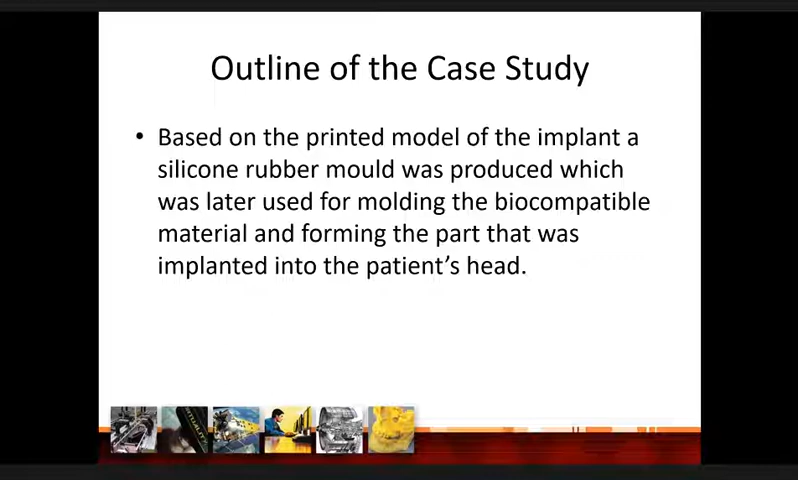 Outline of the Case Study
• Based on the printed model of the implant a
silicone rubber mould was produced which
was later used for molding the biocompatible
material and forming the part that was
implanted into the patient’s head.